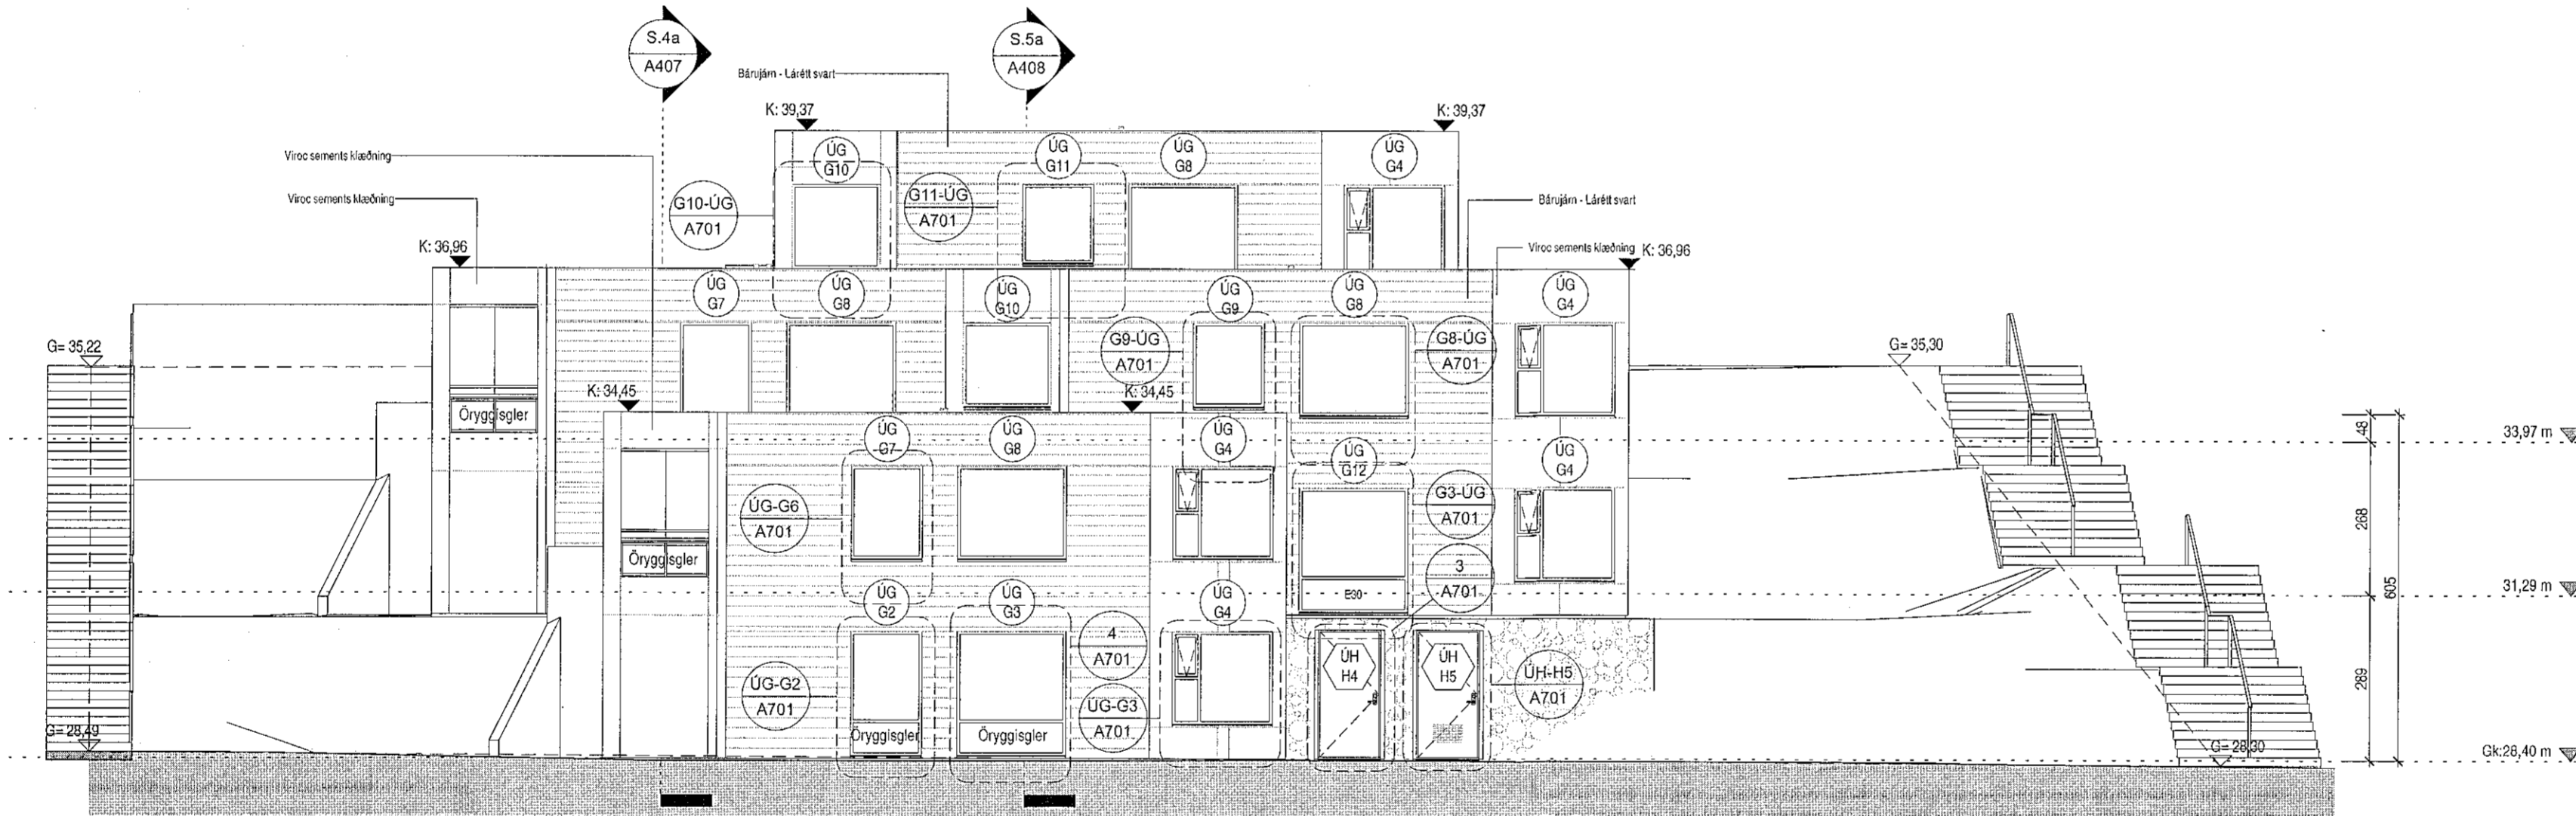 S.4a
A407
S.5a
A408
Bárujárn - Lárétt svart
K: 39,37
K: 39,37
Viroc sements klæðning
ÚG
G10
ÚG
G11
ÚG
G8
ÚG
G4
Viroc sements klæðning
G10-ÚG
A701
G11-ÚG
A701
Bárujárn - Lárétt svart
K: 36,96
Viroc sements klæðning
K: 36,96
ÚG
G7
ÚG
G8
ÚG
G10
ÚG
G9
ÚG
G8
ÚG
G4
G= 35,22
G9-ÚG
A701
G8-ÚG
A701
G= 35,30
K: 34,45
K: 34,45
Öryggisgler
ÚG
G7
ÚG
G8
ÚG
G4
ÚG
G12
ÚG
G4
48
33,97 m
ÚG-G6
A701
G3-ÚG
A701
268
Öryggisgler
3
A701
E30
605
31,29 m
ÚG
G2
ÚG
G3
ÚG
G4
4
A701
ÚH
H4
ÚH
H5
ÚH-H5
A701
289
ÚG-G2
A701
ÚG-G3
A701
Öryggisgler
Öryggisgler
G= 28,49
G= 28,30
Gk:28,40 m